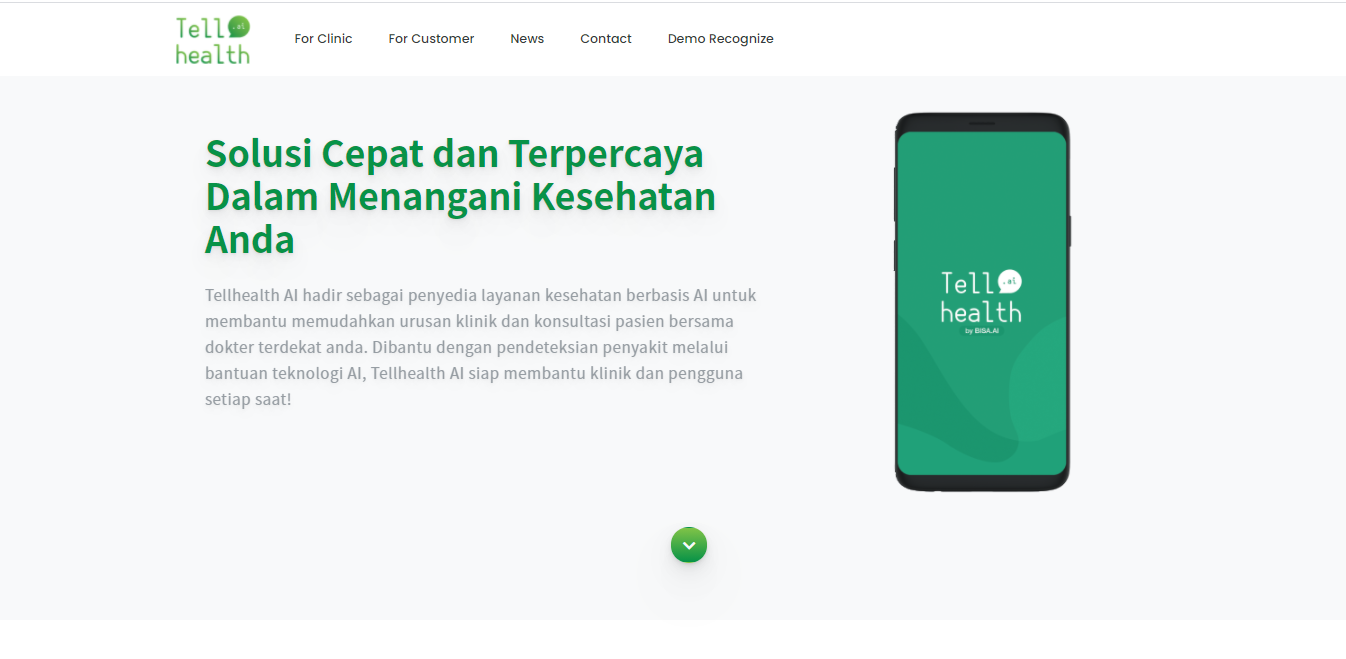 Tell .ai
health
For Clinic
For Customer
News
Contact
Demo Recognize
Solusi Cepat dan Terpercaya
Dalam Menangani Kesehatan
Anda
Tellhealth AI hadir sebagai penyedia layanan kesehatan berbasis AI untuk
membantu memudahkan urusan klinik dan konsultasi pasien bersama
dokter terdekat anda. Dibantu dengan pendeteksian penyakit melalui
bantuan teknologi AI, Tellhealth AI siap membantu klinik dan pengguna
setiap saat!
Tell .ai
health
by BISA.AI